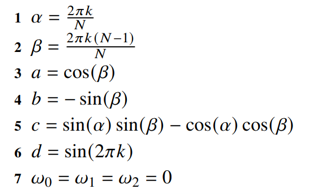 1 α = 2πk/N
2 β = 2πk(N−1)/N
3 a = cos(β)
4 b = − sin(β)
5 c = sin(α) sin(β) − cos(α) cos(β)
6 d = sin(2πk)
7 ω₀ = ω₁ = ω₂ = 0